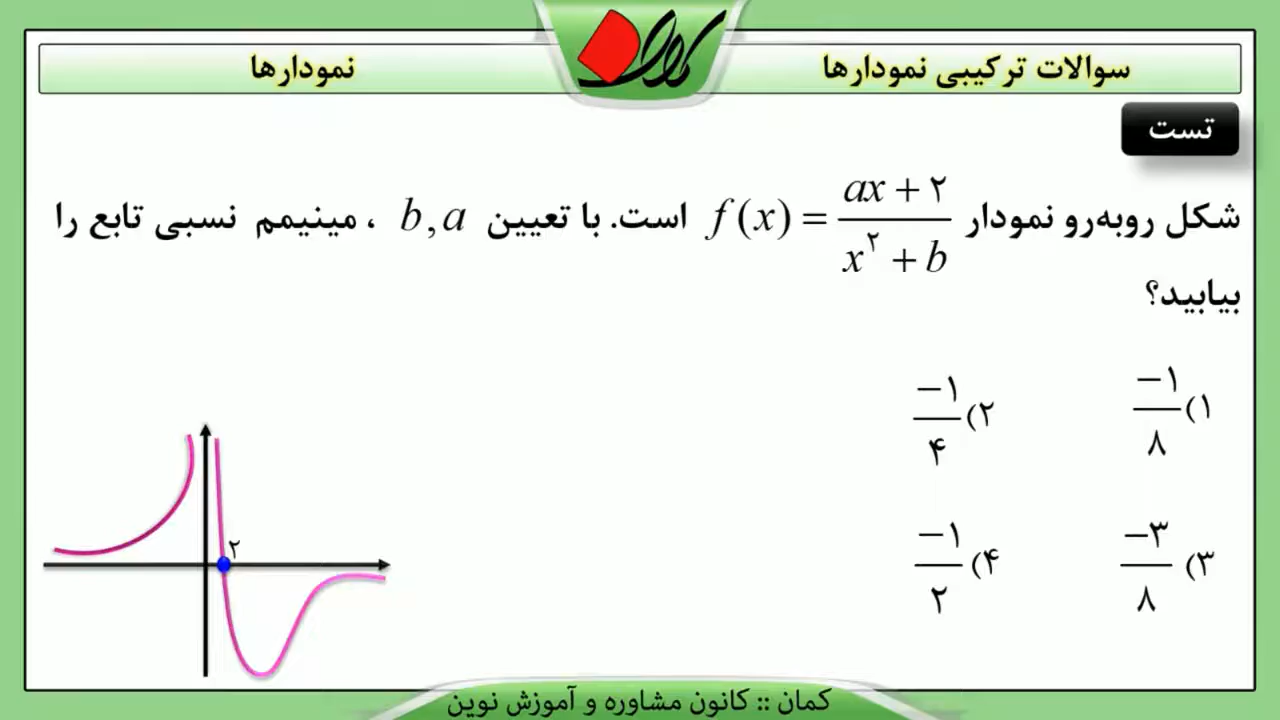 سوالات ترکیبی نمودارها
نمودارها
تست
شکل روبه‌رو نمودار f(x) = (ax + ۲)/(x^۲ + b) است. با تعیین b , a ، مینیمم نسبی تابع را
بیابید؟
۱) −۱/۸
۲) −۱/۴
۳) −۳/۸
۴) −۱/۲
۲
کمان :: کانون مشاوره و آموزش نوین